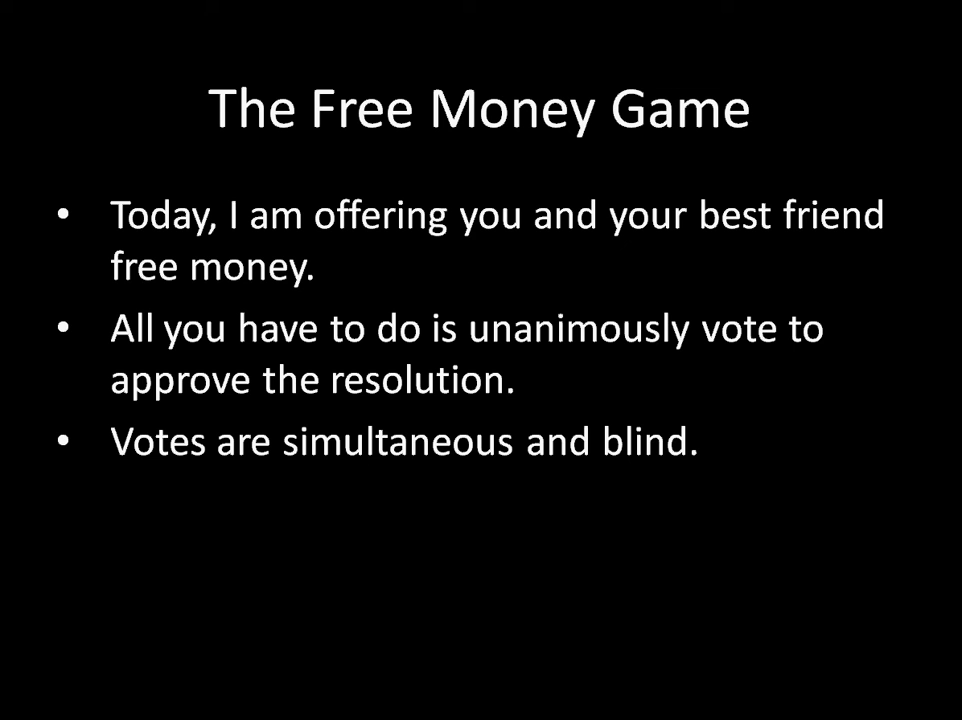 The Free Money Game
• Today, I am offering you and your best friend
free money.
• All you have to do is unanimously vote to
approve the resolution.
• Votes are simultaneous and blind.